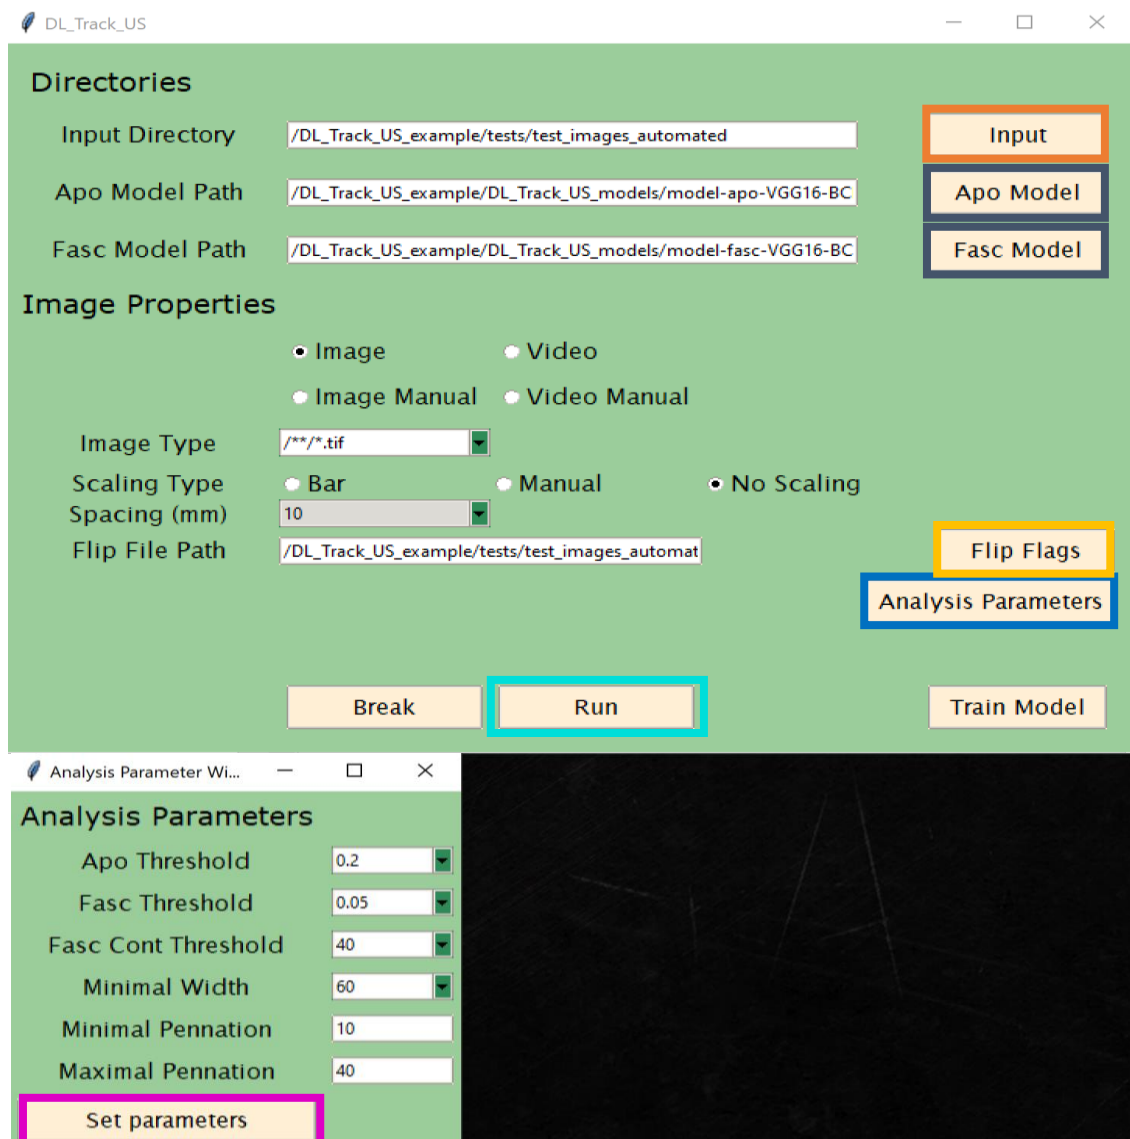 DL_Track_US
Directories
Input Directory /DL_Track_US_example/tests/test_images_automated Input
Apo Model Path /DL_Track_US_example/DL_Track_US_models/model-apo-VGG16-BC Apo Model
Fasc Model Path /DL_Track_US_example/DL_Track_US_models/model-fasc-VGG16-BC Fasc Model
Image Properties
Image Video
Image Manual Video Manual
Image Type /**/*.tif
Scaling Type Bar Manual No Scaling
Spacing (mm) 10
Flip File Path /DL_Track_US_example/tests/test_images_automat Flip Flags
Analysis Parameters
Break Run Train Model
Analysis Parameter Wi...
Analysis Parameters
Apo Threshold 0.2
Fasc Threshold 0.05
Fasc Cont Threshold 40
Minimal Width 60
Minimal Pennation 10
Maximal Pennation 40
Set parameters